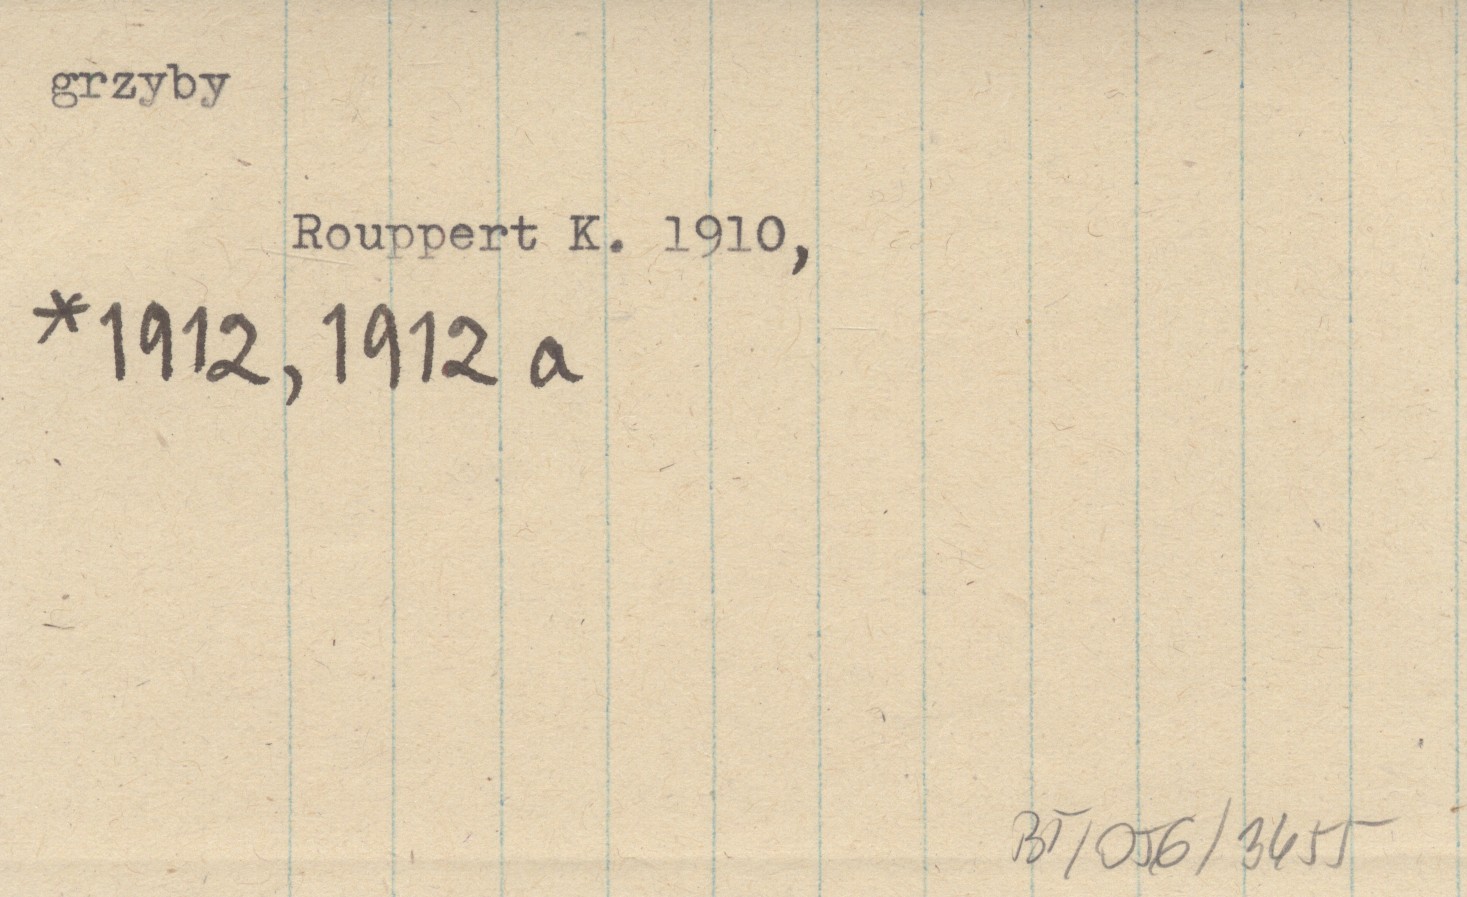 grzyby
Rouppert K. 1910,
*1912, 1912 a
BT/056/3455